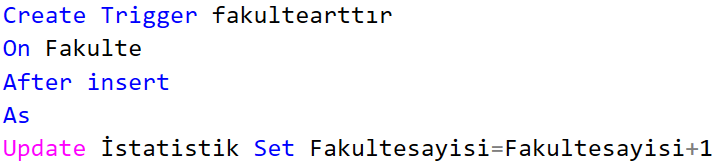 Create Trigger fakultearttır
On Fakulte
After insert
As
Update İstatistik Set Fakultesayisi=Fakultesayisi+1